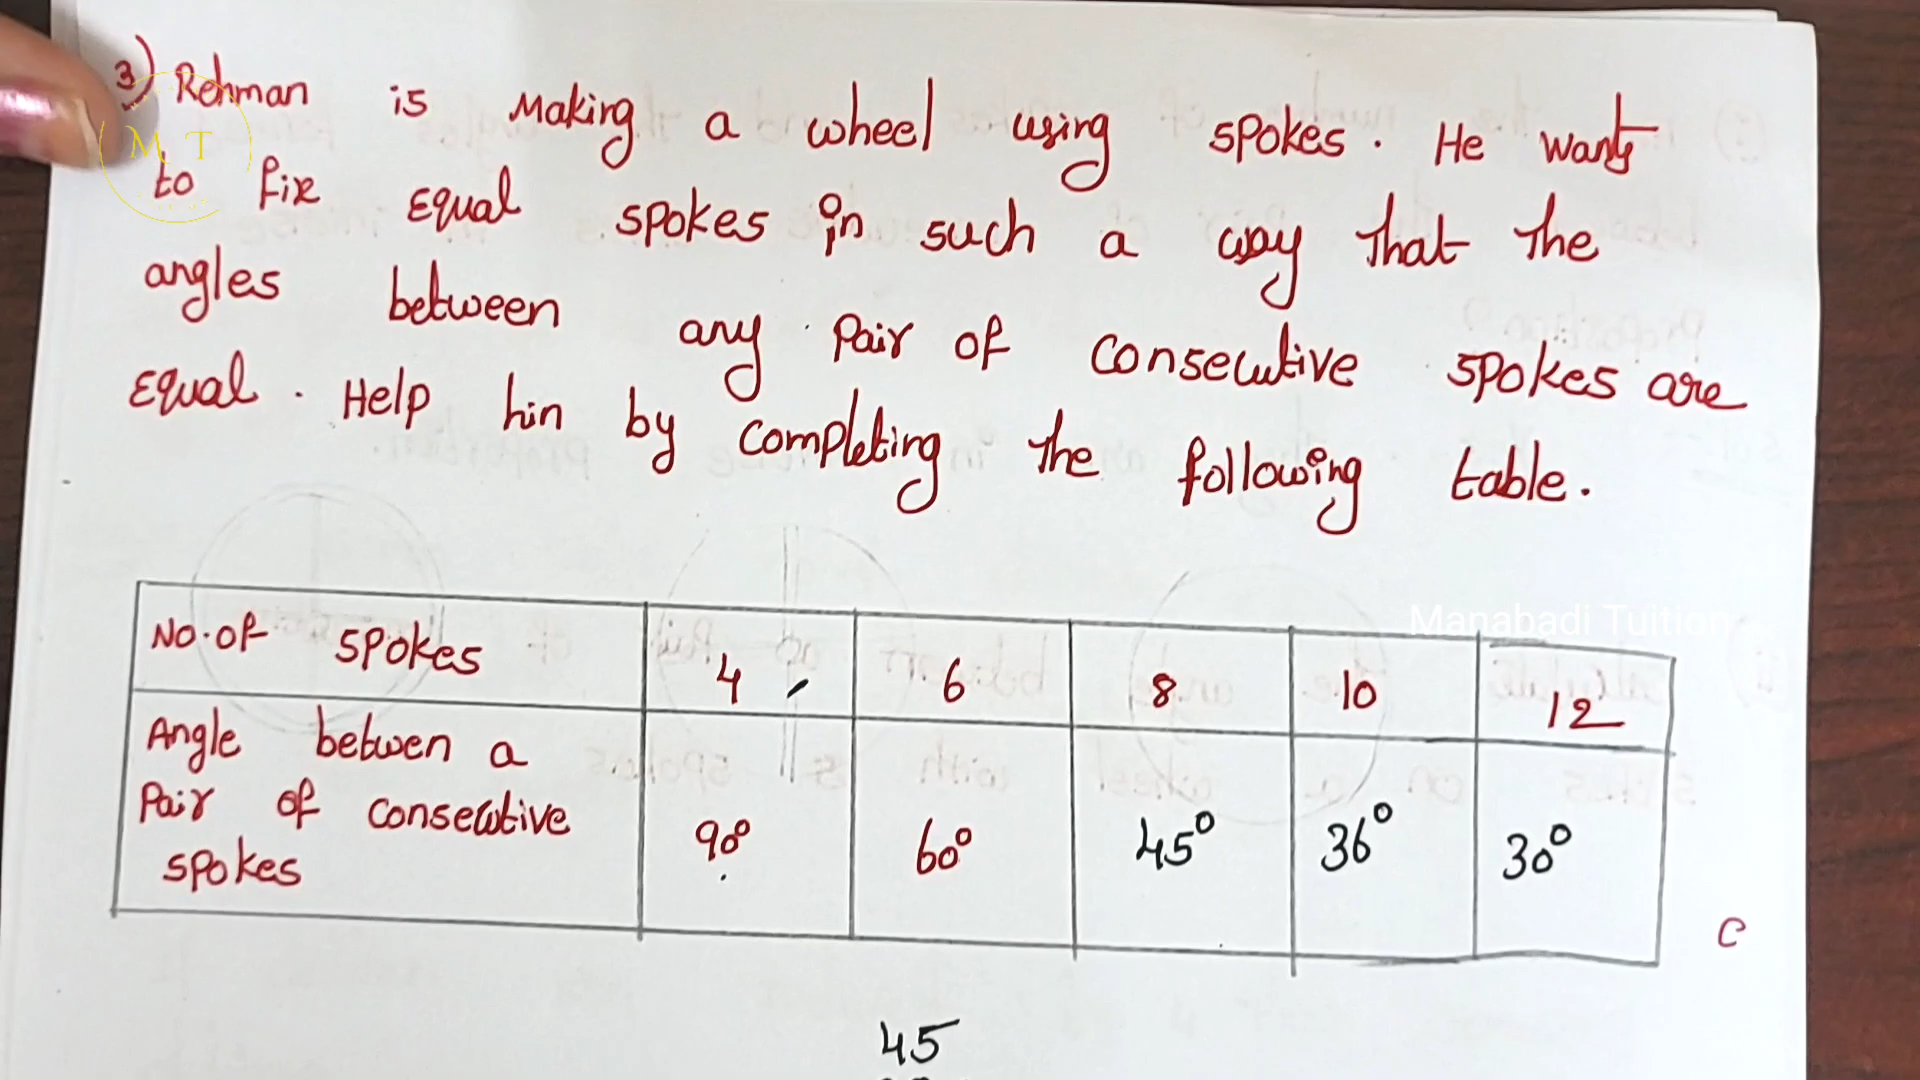 3) Rehman is Making a wheel using spokes. He wants
to fix equal spokes in such a way that the
angles between any pair of consecutive spokes are
equal. Help hin by completing the following table.
No.of spokes 4 6 8 10 12
Angle betwen a
pair of consecutive
spokes 90° 60° 45° 36° 30°
45
M T
Manabadi Tuition